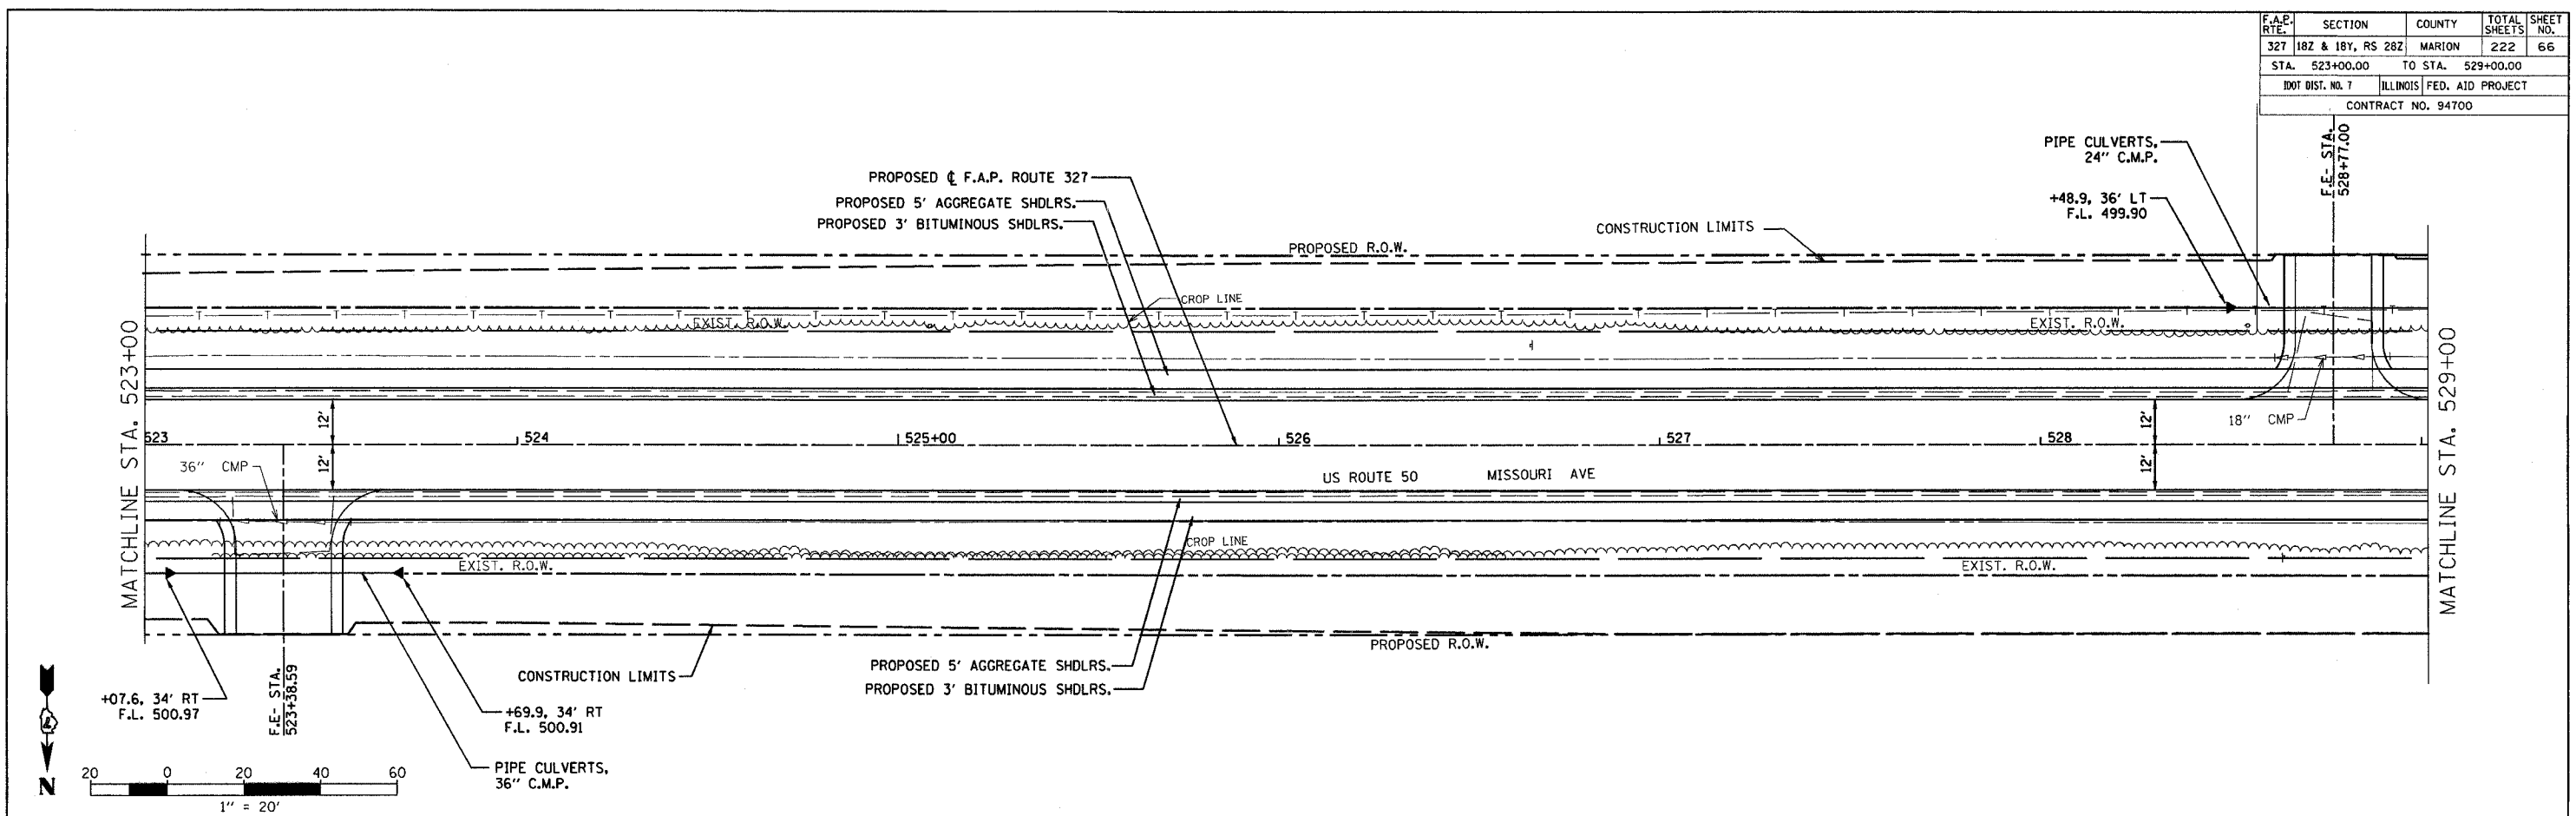 F.A.P. RTE. SECTION COUNTY TOTAL SHEETS SHEET NO.
327 18Z & 18Y, RS 28Z MARION 222 66
STA. 523+00.00 TO STA. 529+00.00
IDOT DIST. NO. 7 ILLINOIS FED. AID PROJECT
CONTRACT NO. 94700
PIPE CULVERTS,
24" C.M.P.
F.E- STA.
528+77.00
+48.9, 36' LT
F.L. 499.90
PROPOSED ℄ F.A.P. ROUTE 327
PROPOSED 5' AGGREGATE SHDLRS.
PROPOSED 3' BITUMINOUS SHDLRS.
CONSTRUCTION LIMITS
PROPOSED R.O.W.
CROP LINE
EXIST. R.O.W.
EXIST. R.O.W.
MATCHLINE STA. 523+00
MATCHLINE STA. 529+00
12'
12'
18" CMP
523
524
525+00
526
527
528
12'
12'
36" CMP
US ROUTE 50 MISSOURI AVE
CROP LINE
EXIST. R.O.W.
EXIST. R.O.W.
PROPOSED R.O.W.
PROPOSED 5' AGGREGATE SHDLRS.
PROPOSED 3' BITUMINOUS SHDLRS.
CONSTRUCTION LIMITS
+07.6, 34' RT
F.L. 500.97
F.E- STA.
523+38.59
+69.9, 34' RT
F.L. 500.91
PIPE CULVERTS,
36" C.M.P.
N
20 0 20 40 60
1" = 20'